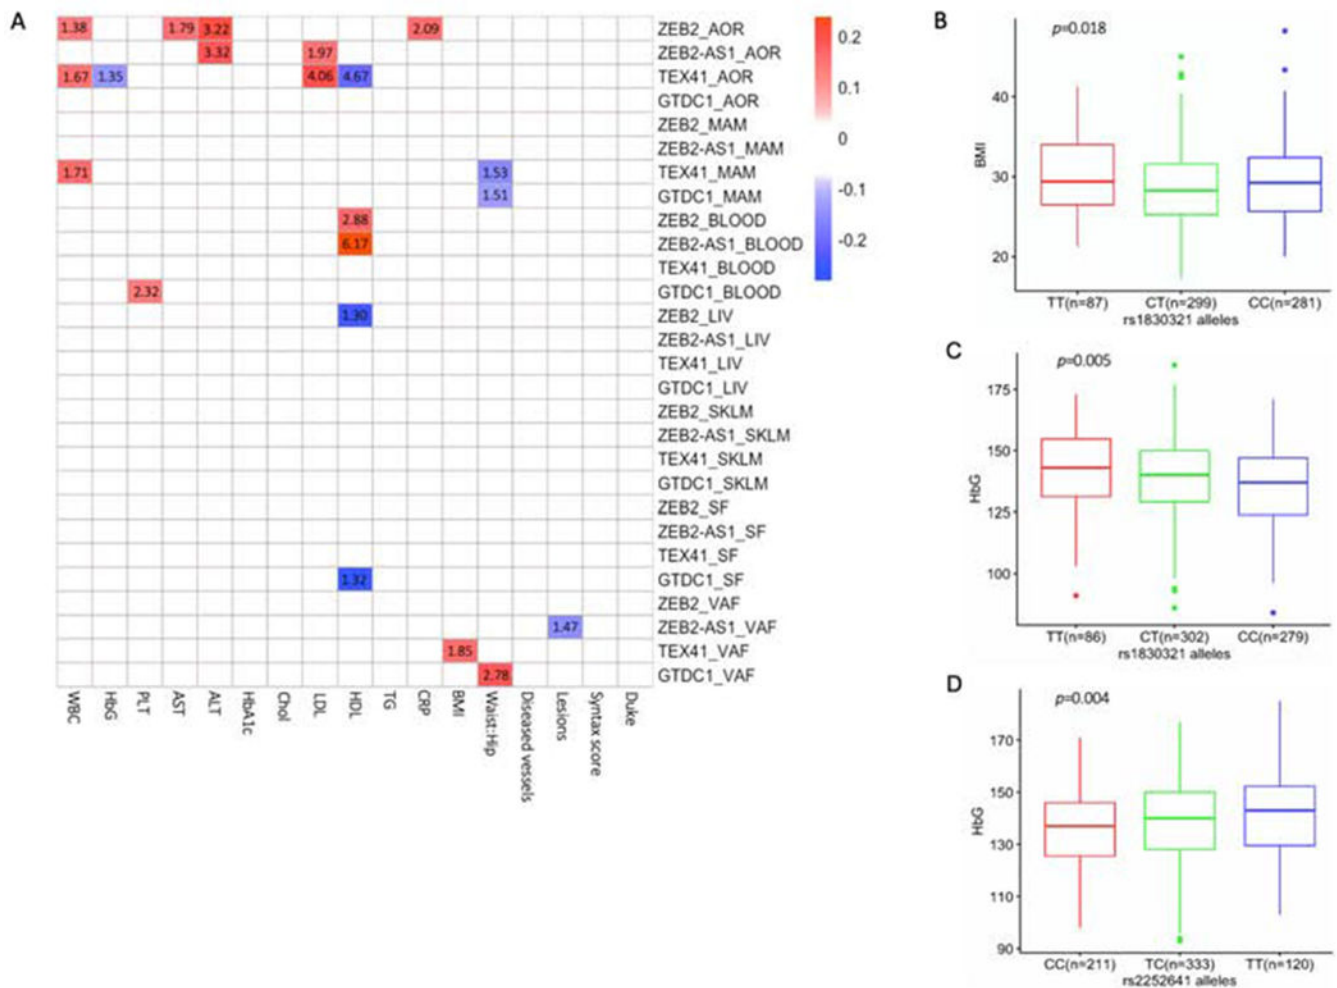 A
1.38 1.79 3.22 2.09 ZEB2_AOR
3.32 1.97 ZEB2-AS1_AOR
1.67 1.35 4.06 4.67 TEX41_AOR
GTDC1_AOR
ZEB2_MAM
ZEB2-AS1_MAM
1.71 1.53 TEX41_MAM
1.51 GTDC1_MAM
2.88 ZEB2_BLOOD
6.17 ZEB2-AS1_BLOOD
TEX41_BLOOD
2.32 GTDC1_BLOOD
1.30 ZEB2_LIV
ZEB2-AS1_LIV
TEX41_LIV
GTDC1_LIV
ZEB2_SKLM
ZEB2-AS1_SKLM
TEX41_SKLM
GTDC1_SKLM
ZEB2_SF
ZEB2-AS1_SF
TEX41_SF
1.32 GTDC1_SF
ZEB2_VAF
1.47 ZEB2-AS1_VAF
1.85 TEX41_VAF
2.78 GTDC1_VAF
WBC
HbG
PLT
AST
ALT
HbA1c
Chol
LDL
HDL
TG
CRP
BMI
Waist:Hip
Diseased vessels
Lesions
Syntax score
Duke
0.2
0.1
0
-0.1
-0.2
B
p=0.018
BMI
40
30
20
TT(n=87) CT(n=299) CC(n=281)
rs1830321 alleles
C
p=0.005
HbG
175
150
125
100
TT(n=86) CT(n=302) CC(n=279)
rs1830321 alleles
D
p=0.004
HbG
170
150
130
110
90
CC(n=211) TC(n=333) TT(n=120)
rs2252641 alleles